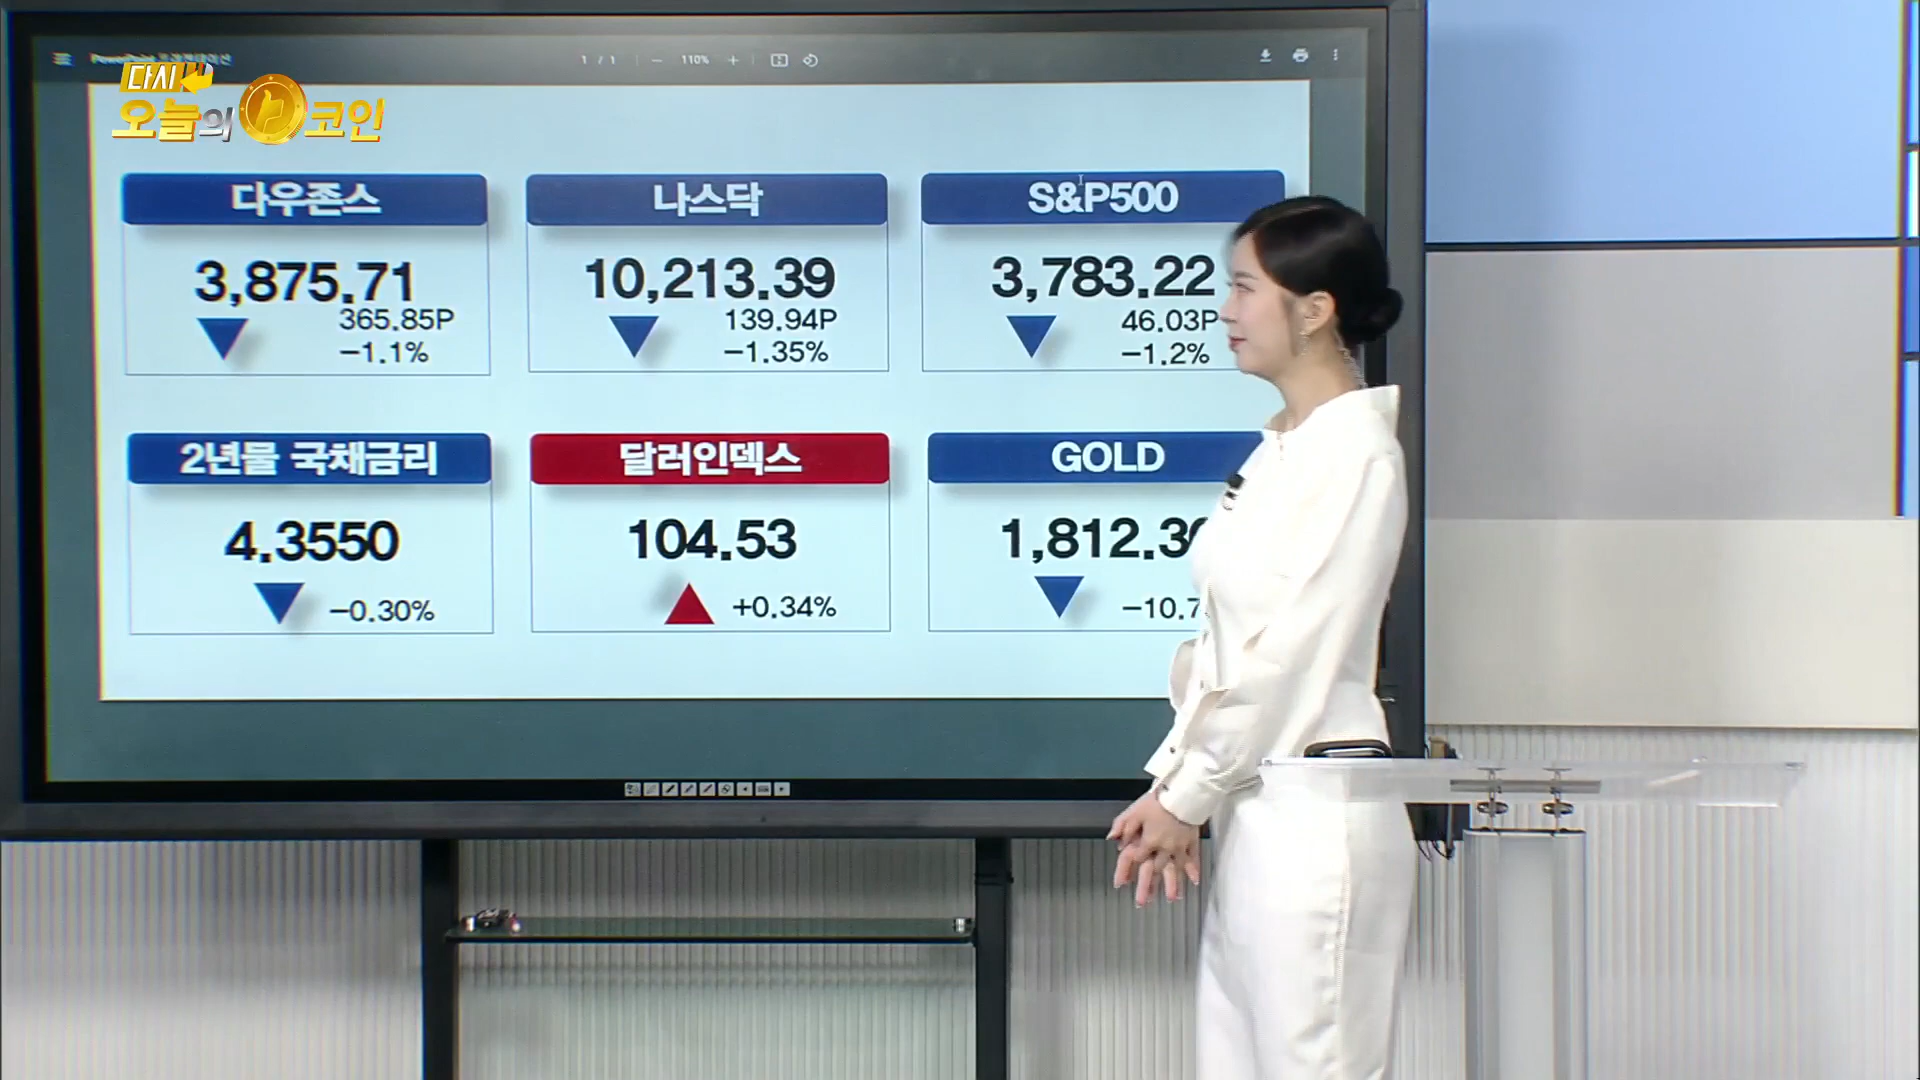 1 / 1
110%
다시
오늘의 코인
다우존스
3,875.71
365.85P
-1.1%
나스닥
10,213.39
139.94P
-1.35%
S&P500
3,783.22
46.03P
-1.2%
2년물 국채금리
4.3550
-0.30%
달러인덱스
104.53
+0.34%
GOLD
1,812.3
-10.7